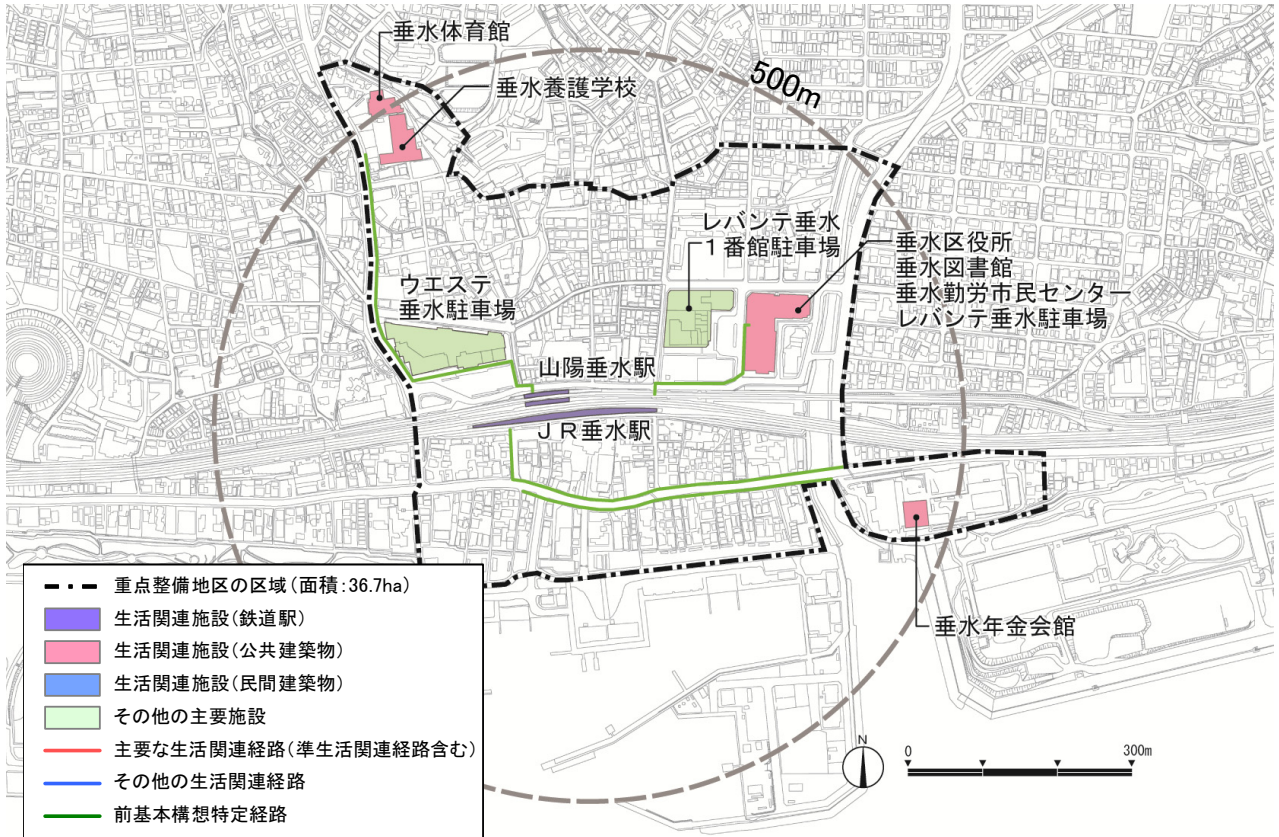 垂水体育館
垂水養護学校
500m
レバンテ垂水
1番館駐車場
垂水区役所
垂水図書館
垂水勤労市民センター
レバンテ垂水駐車場
ウエステ
垂水駐車場
山陽垂水駅
JR垂水駅
垂水年金会館
重点整備地区の区域(面積:36.7ha)
生活関連施設(鉄道駅)
生活関連施設(公共建築物)
生活関連施設(民間建築物)
その他の主要施設
主要な生活関連経路(準生活関連経路含む)
その他の生活関連経路
前基本構想特定経路
N
0 300m